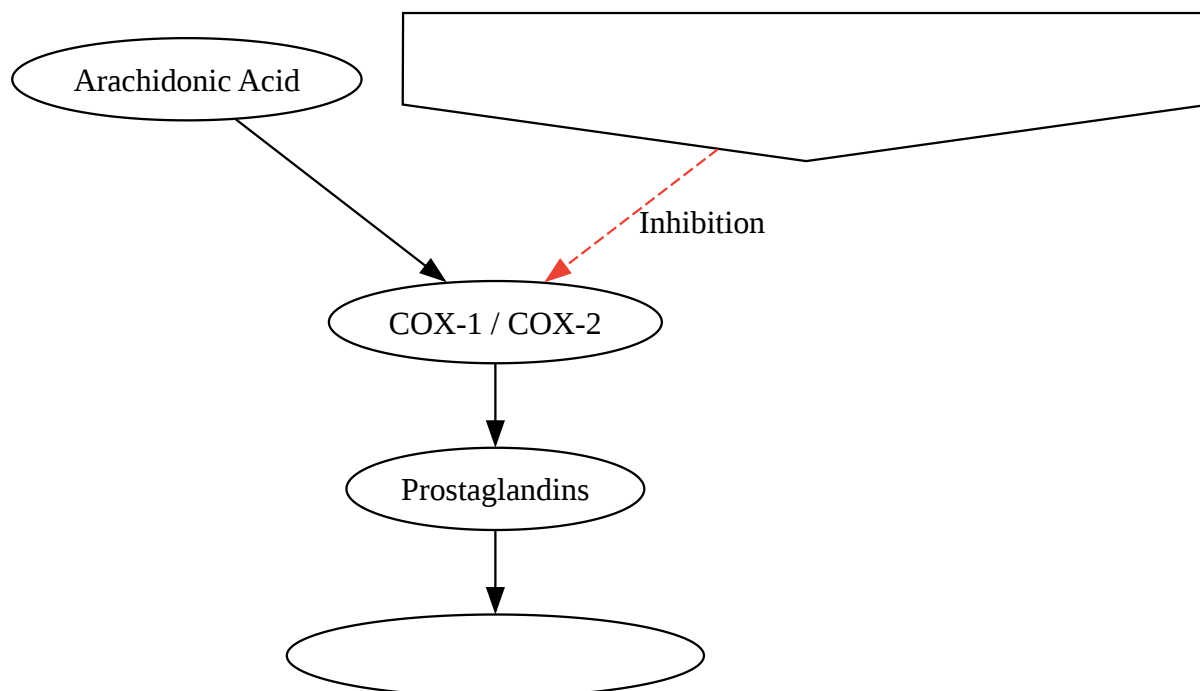 Arachidonic Acid
Inhibition
COX-1 / COX-2
Prostaglandins